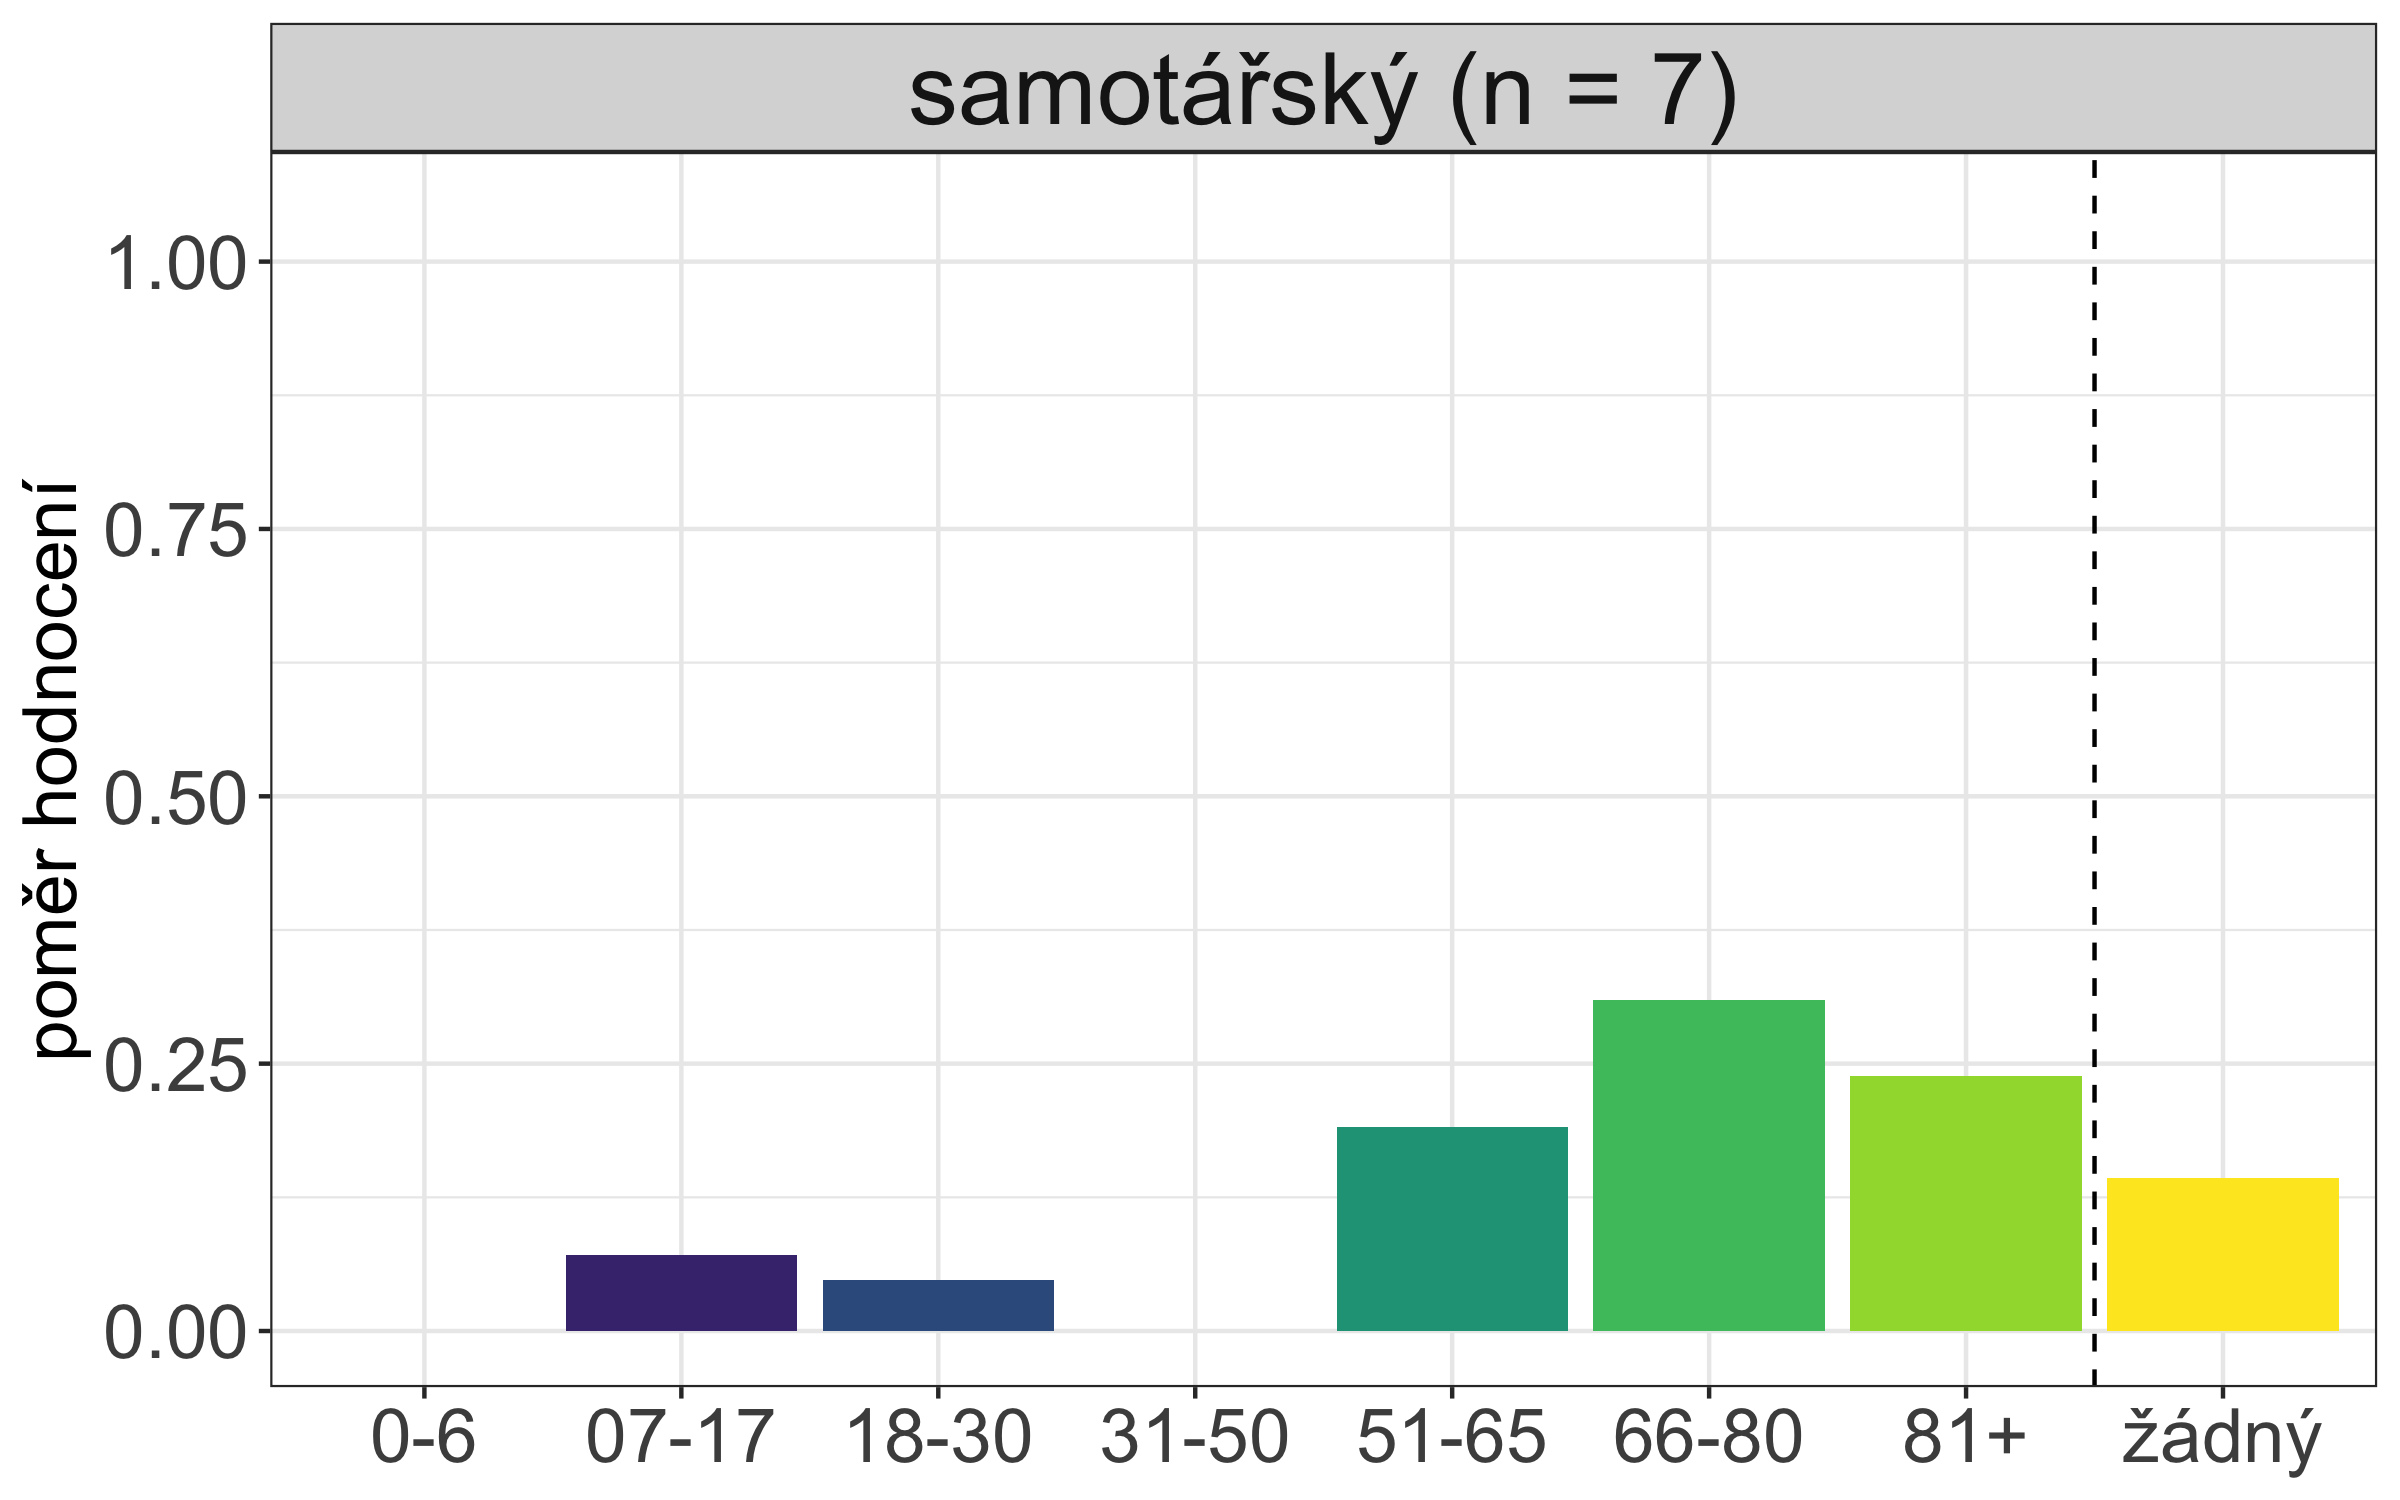 samotářský (n = 7)
poměr hodnocení
1.00
0.75
0.50
0.25
0.00
0-6 07-17 18-30 31-50 51-65 66-80 81+ žádný